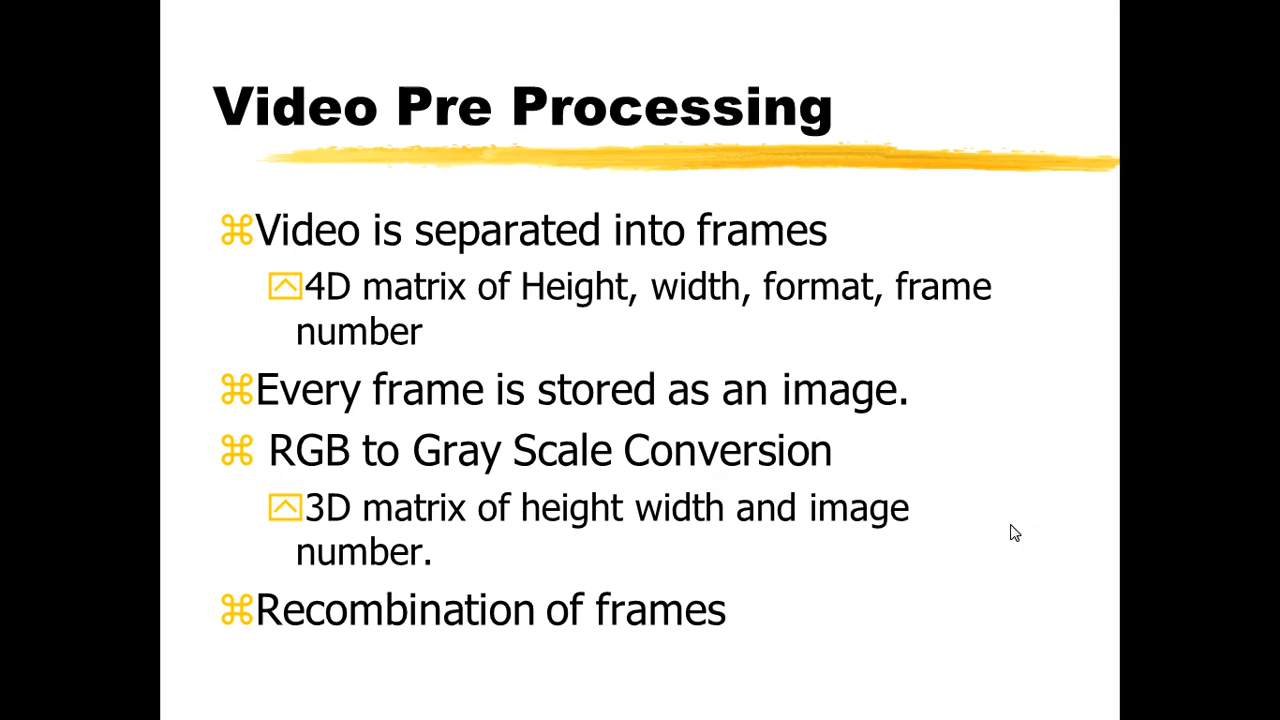 Video Pre Processing
Video is separated into frames
4D matrix of Height, width, format, frame
number
Every frame is stored as an image.
RGB to Gray Scale Conversion
3D matrix of height width and image
number.
Recombination of frames